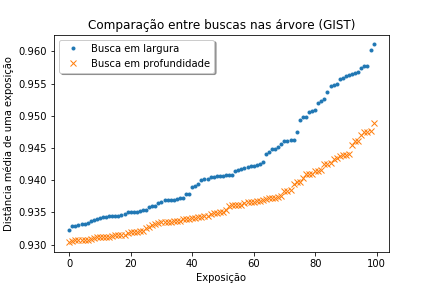 Comparação entre buscas nas árvore (GIST)
Busca em largura
Busca em profundidade
Distância média de uma exposição
0.960
0.955
0.950
0.945
0.940
0.935
0.930
0 20 40 60 80 100
Exposição